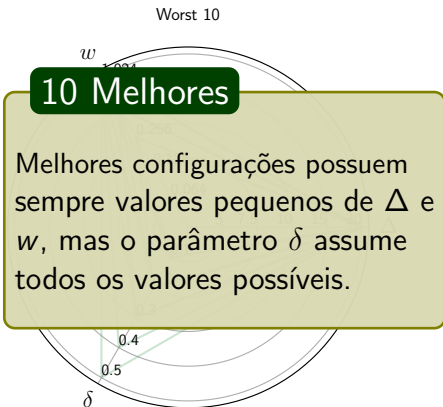 Worst 10
w
10 Melhores
Melhores configurações possuem
sempre valores pequenos de Δ e
w, mas o parâmetro δ assume
todos os valores possíveis.
0.4
0.5
δ